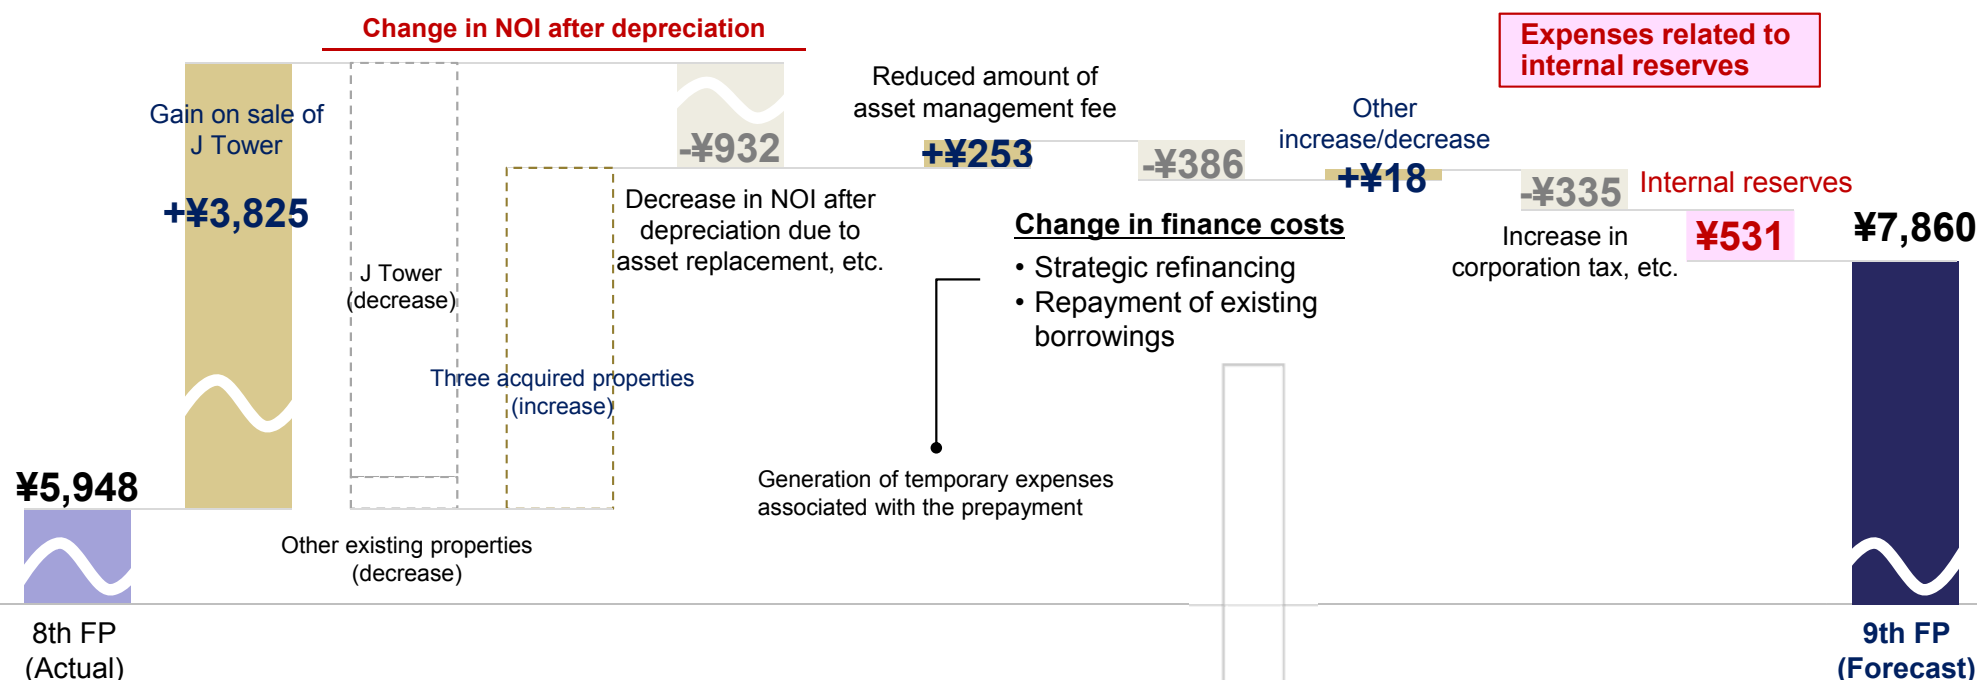 Change in NOI after depreciation
Expenses related to
internal reserves
Gain on sale of
J Tower
+¥3,825
J Tower
(decrease)
Other existing properties
(decrease)
Three acquired properties
(increase)
-¥932
Decrease in NOI after
depreciation due to
asset replacement, etc.
Reduced amount of
asset management fee
+¥253
-¥386
Change in finance costs
• Strategic refinancing
• Repayment of existing
borrowings
Generation of temporary expenses
associated with the prepayment
Other
increase/decrease
+¥18
-¥335
Increase in
corporation tax, etc.
Internal reserves
¥531
¥5,948
8th FP
(Actual)
¥7,860
9th FP
(Forecast)